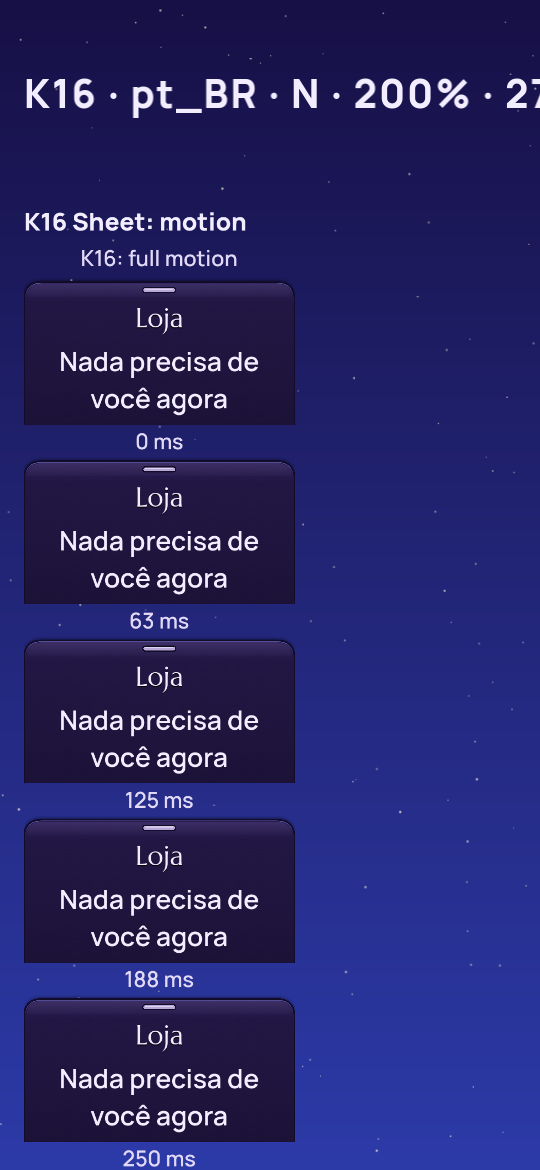 K16 · pt_BR · N · 200% · 27
K16 Sheet: motion
K16: full motion
Loja
Nada precisa de
você agora
0 ms
Loja
Nada precisa de
você agora
63 ms
Loja
Nada precisa de
você agora
125 ms
Loja
Nada precisa de
você agora
188 ms
Loja
Nada precisa de
você agora
250 ms